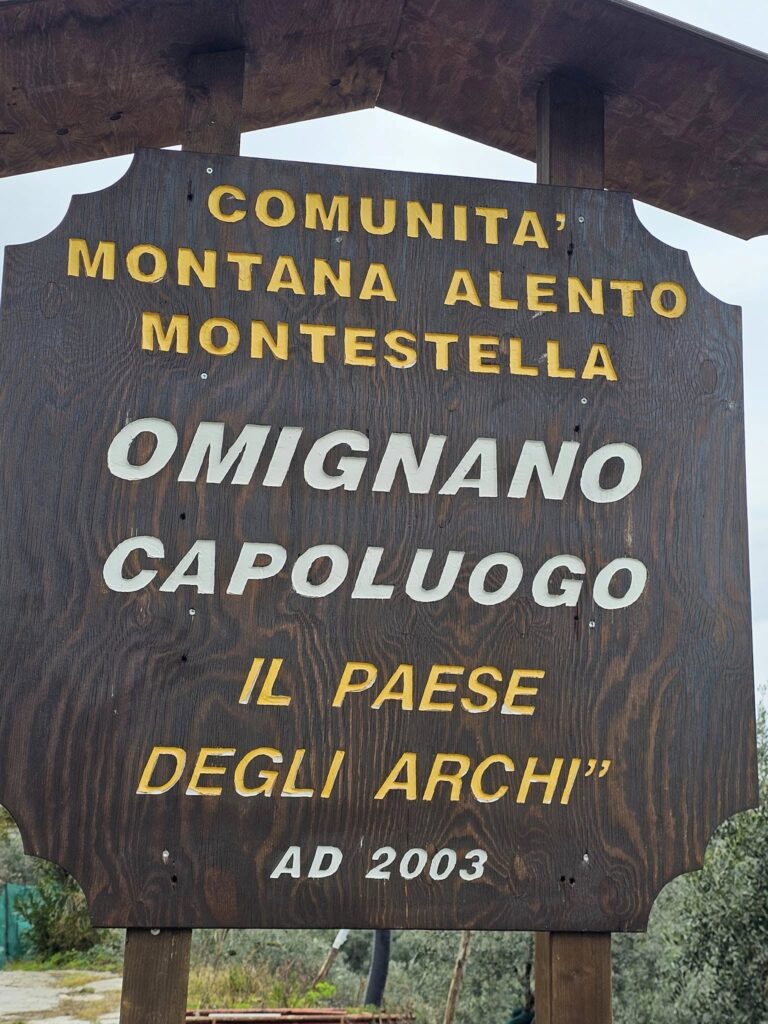 COMUNITA'
MONTANA ALENTO
MONTESTELLA
OMIGNANO
CAPOLUOGO
IL PAESE
DEGLI ARCHI”
AD 2003